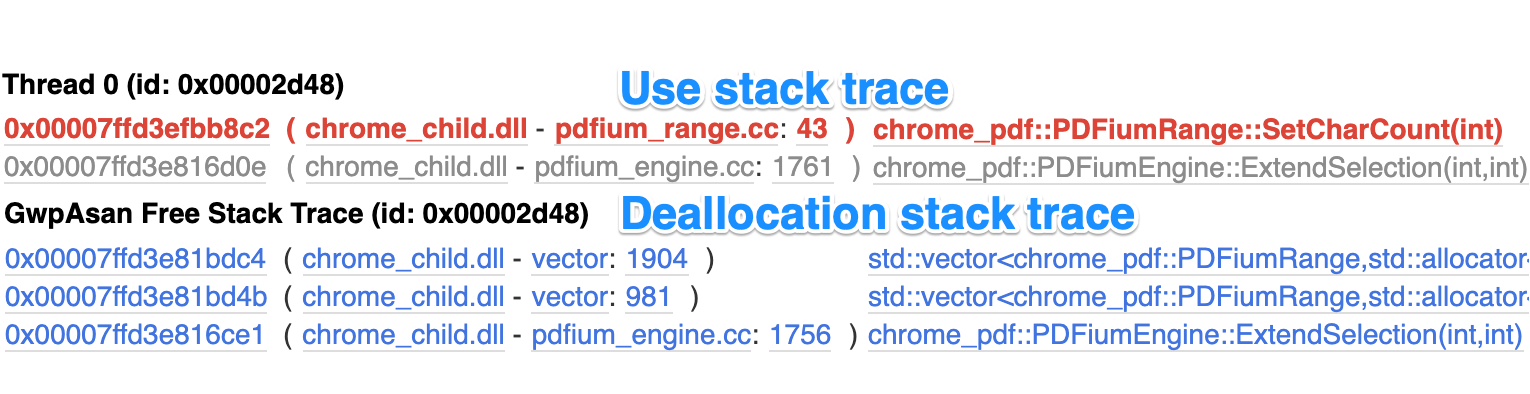 Thread 0 (id: 0x00002d48) Use stack trace
0x00007ffd3efbb8c2 ( chrome_child.dll - pdfium_range.cc: 43 ) chrome_pdf::PDFiumRange::SetCharCount(int)
0x00007ffd3e816d0e ( chrome_child.dll - pdfium_engine.cc: 1761 ) chrome_pdf::PDFiumEngine::ExtendSelection(int,int)
GwpAsan Free Stack Trace (id: 0x00002d48) Deallocation stack trace
0x00007ffd3e81bdc4 ( chrome_child.dll - vector: 1904 ) std::vector<chrome_pdf::PDFiumRange,std::allocator
0x00007ffd3e81bd4b ( chrome_child.dll - vector: 981 ) std::vector<chrome_pdf::PDFiumRange,std::allocator
0x00007ffd3e816ce1 ( chrome_child.dll - pdfium_engine.cc: 1756 ) chrome_pdf::PDFiumEngine::ExtendSelection(int,int)